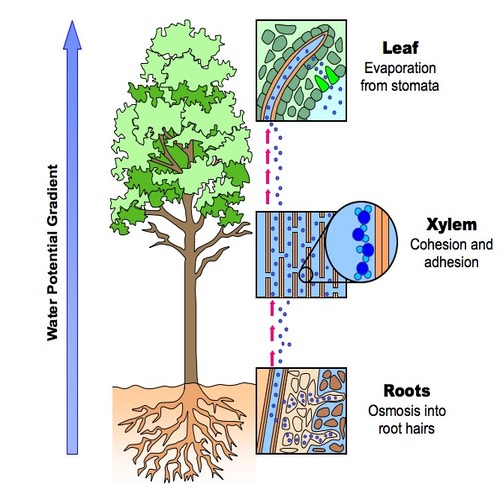 Water Potential Gradient
Leaf
Evaporation
from stomata
Xylem
Cohesion and
adhesion
Roots
Osmosis into
root hairs